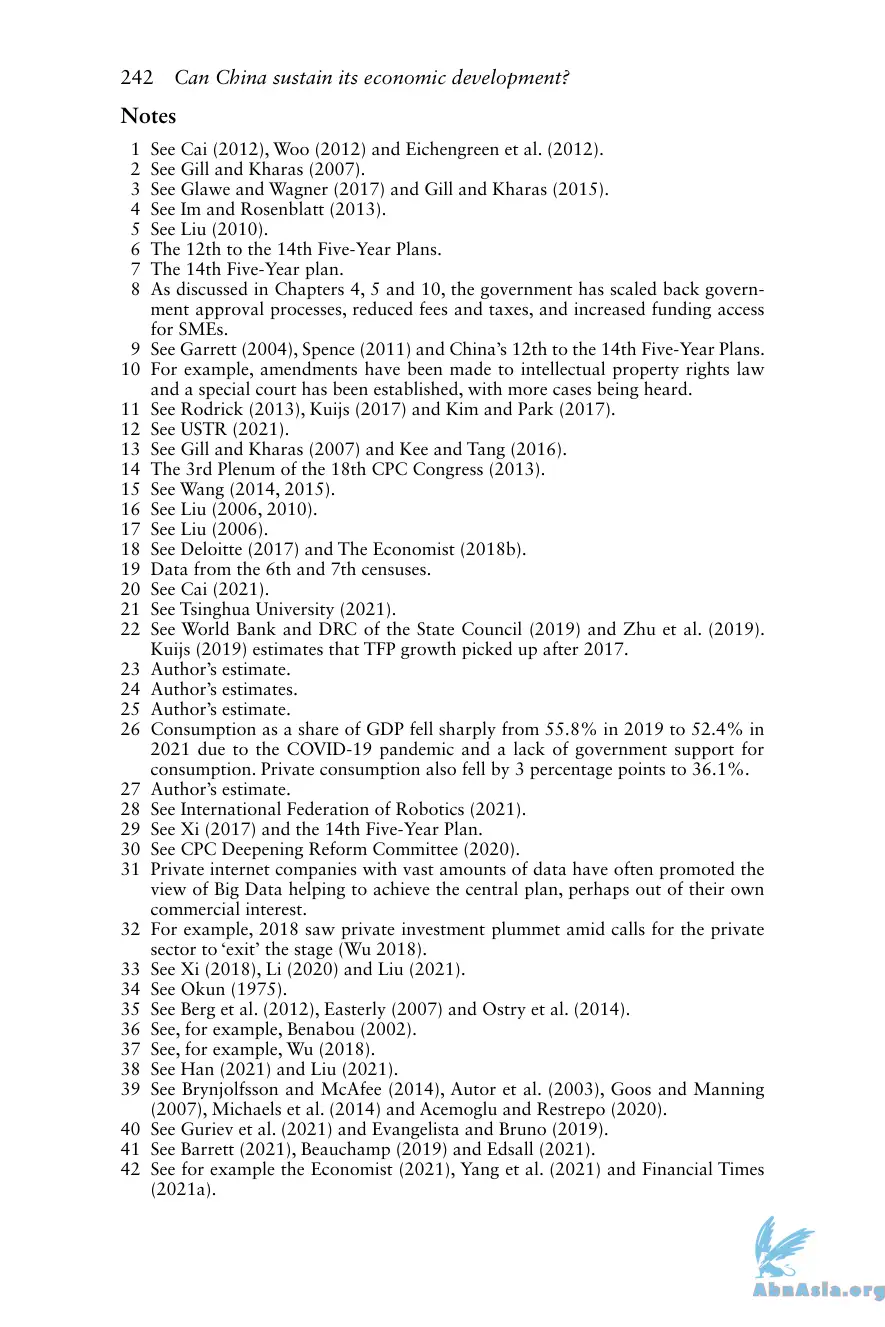 242 Can China sustain its economic development?
Notes
1 See Cai (2012), Woo (2012) and Eichengreen et al. (2012).
2 See Gill and Kharas (2007).
3 See Glawe and Wagner (2017) and Gill and Kharas (2015).
4 See Im and Rosenblatt (2013).
5 See Liu (2010).
6 The 12th to the 14th Five-Year Plans.
7 The 14th Five-Year plan.
8 As discussed in Chapters 4, 5 and 10, the government has scaled back govern-
ment approval processes, reduced fees and taxes, and increased funding access
for SMEs.
9 See Garrett (2004), Spence (2011) and China’s 12th to the 14th Five-Year Plans.
10 For example, amendments have been made to intellectual property rights law
and a special court has been established, with more cases being heard.
11 See Rodrick (2013), Kuijs (2017) and Kim and Park (2017).
12 See USTR (2021).
13 See Gill and Kharas (2007) and Kee and Tang (2016).
14 The 3rd Plenum of the 18th CPC Congress (2013).
15 See Wang (2014, 2015).
16 See Liu (2006, 2010).
17 See Liu (2006).
18 See Deloitte (2017) and The Economist (2018b).
19 Data from the 6th and 7th censuses.
20 See Cai (2021).
21 See Tsinghua University (2021).
22 See World Bank and DRC of the State Council (2019) and Zhu et al. (2019).
Kuijs (2019) estimates that TFP growth picked up after 2017.
23 Author’s estimate.
24 Author’s estimates.
25 Author’s estimate.
26 Consumption as a share of GDP fell sharply from 55.8% in 2019 to 52.4% in
2021 due to the COVID-19 pandemic and a lack of government support for
consumption. Private consumption also fell by 3 percentage points to 36.1%.
27 Author’s estimate.
28 See International Federation of Robotics (2021).
29 See Xi (2017) and the 14th Five-Year Plan.
30 See CPC Deepening Reform Committee (2020).
31 Private internet companies with vast amounts of data have often promoted the
view of Big Data helping to achieve the central plan, perhaps out of their own
commercial interest.
32 For example, 2018 saw private investment plummet amid calls for the private
sector to ‘exit’ the stage (Wu 2018).
33 See Xi (2018), Li (2020) and Liu (2021).
34 See Okun (1975).
35 See Berg et al. (2012), Easterly (2007) and Ostry et al. (2014).
36 See, for example, Benabou (2002).
37 See, for example, Wu (2018).
38 See Han (2021) and Liu (2021).
39 See Brynjolfsson and McAfee (2014), Autor et al. (2003), Goos and Manning
(2007), Michaels et al. (2014) and Acemoglu and Restrepo (2020).
40 See Guriev et al. (2021) and Evangelista and Bruno (2019).
41 See Barrett (2021), Beauchamp (2019) and Edsall (2021).
42 See for example the Economist (2021), Yang et al. (2021) and Financial Times
(2021a).
AbnAsia.org